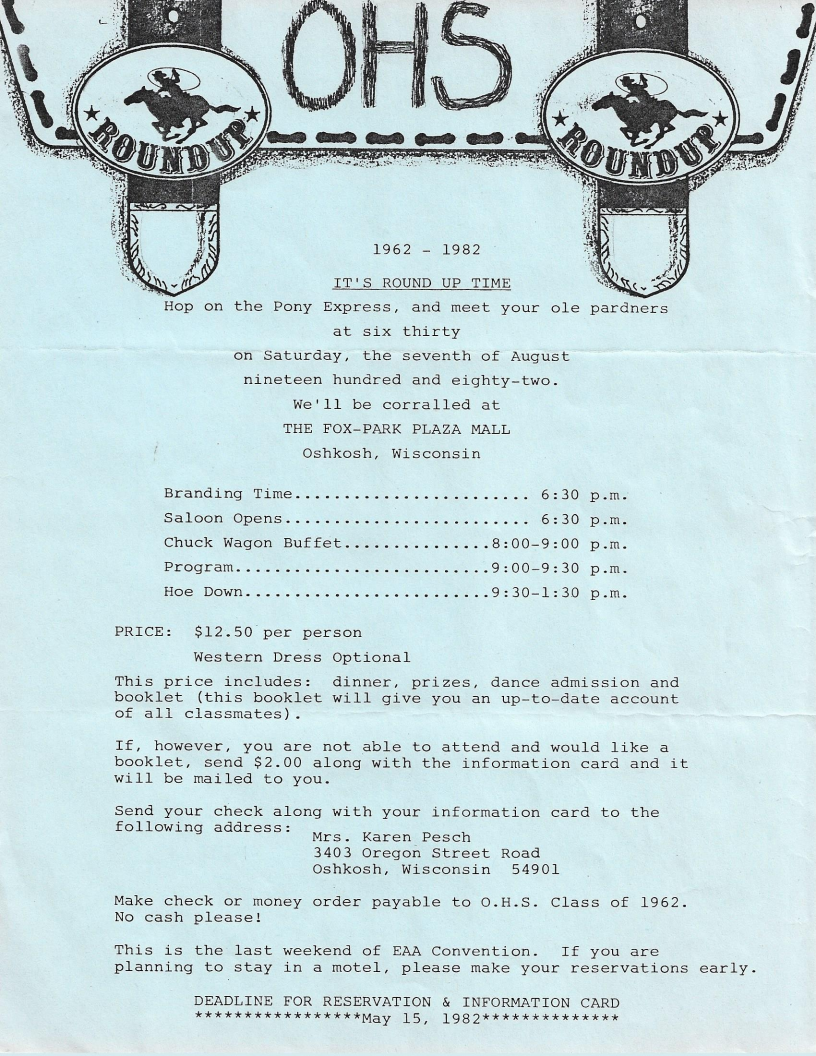 OHS
ROUNDUP
ROUNDUP
1962 - 1982
IT'S ROUND UP TIME
Hop on the Pony Express, and meet your ole pardners
at six thirty
on Saturday, the seventh of August
nineteen hundred and eighty-two.
We'll be corralled at
THE FOX-PARK PLAZA MALL
Oshkosh, Wisconsin
Branding Time........................ 6:30 p.m.
Saloon Opens......................... 6:30 p.m.
Chuck Wagon Buffet...............8:00-9:00 p.m.
Program..........................9:00-9:30 p.m.
Hoe Down.........................9:30-1:30 p.m.
PRICE: $12.50 per person
Western Dress Optional
This price includes: dinner, prizes, dance admission and
booklet (this booklet will give you an up-to-date account
of all classmates).
If, however, you are not able to attend and would like a
booklet, send $2.00 along with the information card and it
will be mailed to you.
Send your check along with your information card to the
following address:
Mrs. Karen Pesch
3403 Oregon Street Road
Oshkosh, Wisconsin 54901
Make check or money order payable to O.H.S. Class of 1962.
No cash please!
This is the last weekend of EAA Convention. If you are
planning to stay in a motel, please make your reservations early.
DEADLINE FOR RESERVATION & INFORMATION CARD
*****************May 15, 1982**************